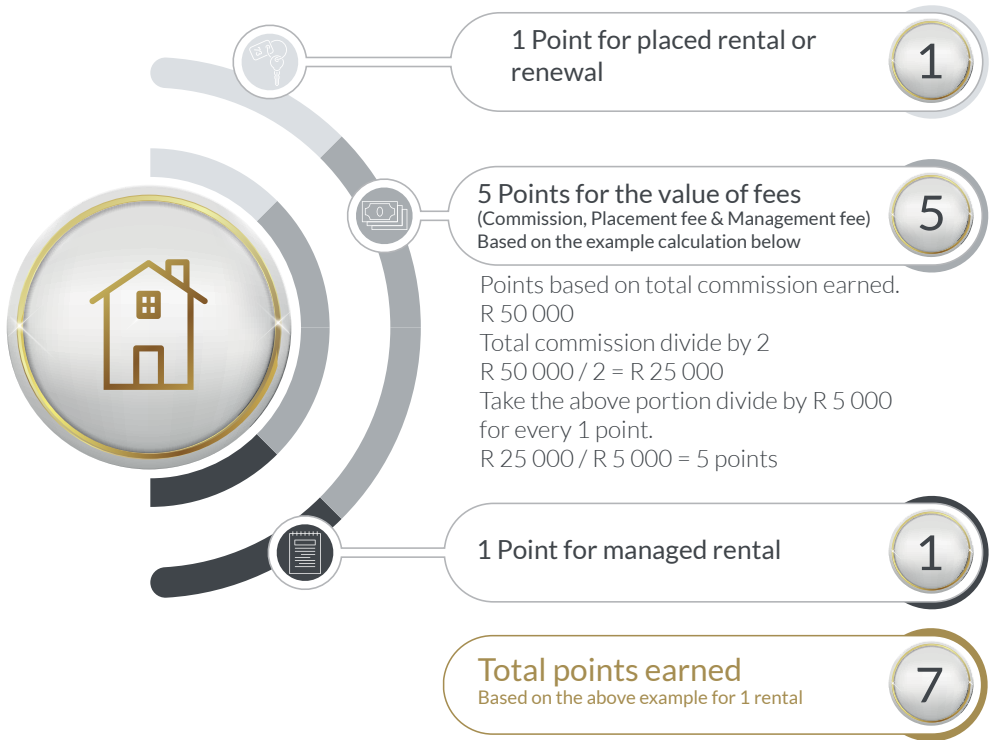 1 Point for placed rental or
renewal
1
5 Points for the value of fees
(Commission, Placement fee & Management fee)
Based on the example calculation below
5
Points based on total commission earned.
R 50 000
Total commission divide by 2
R 50 000 / 2 = R 25 000
Take the above portion divide by R 5 000
for every 1 point.
R 25 000 / R 5 000 = 5 points
1 Point for managed rental
1
Total points earned
Based on the above example for 1 rental
7